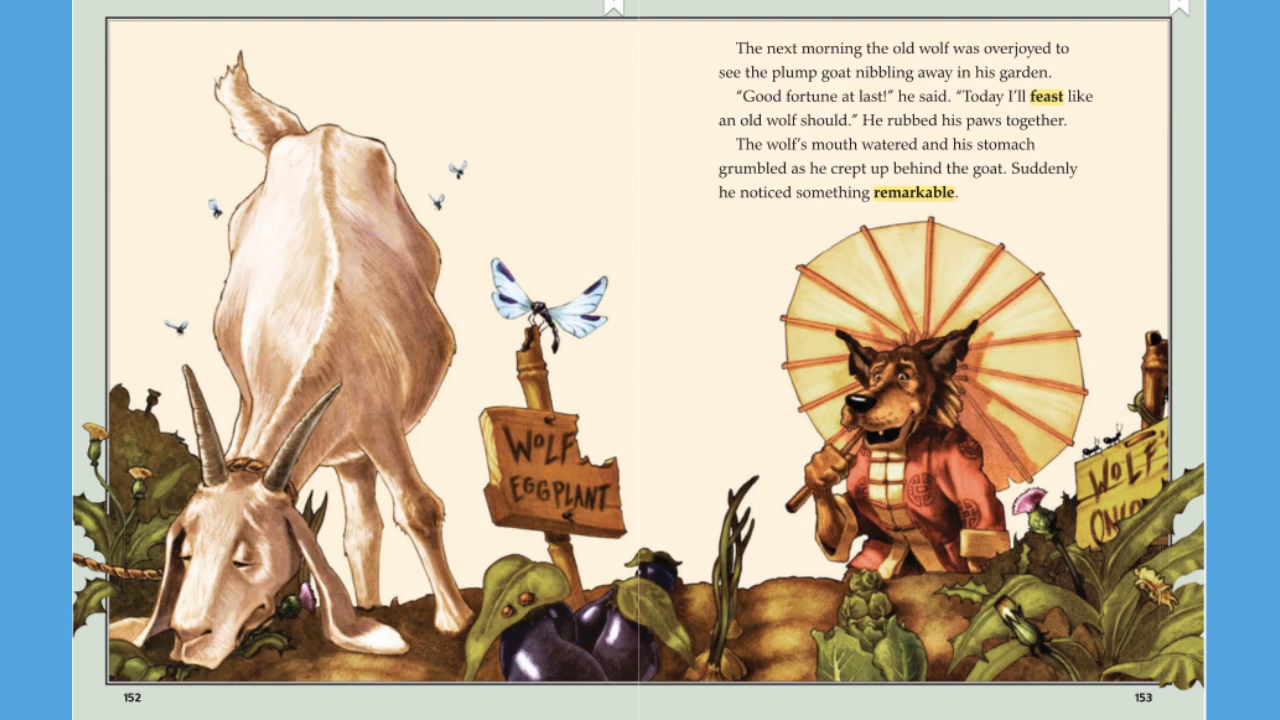 The next morning the old wolf was overjoyed to
see the plump goat nibbling away in his garden.
“Good fortune at last!” he said. “Today I’ll feast like
an old wolf should.” He rubbed his paws together.
The wolf’s mouth watered and his stomach
grumbled as he crept up behind the goat. Suddenly
he noticed something remarkable.
WOLF
EGGPLANT
WOLF
152
153